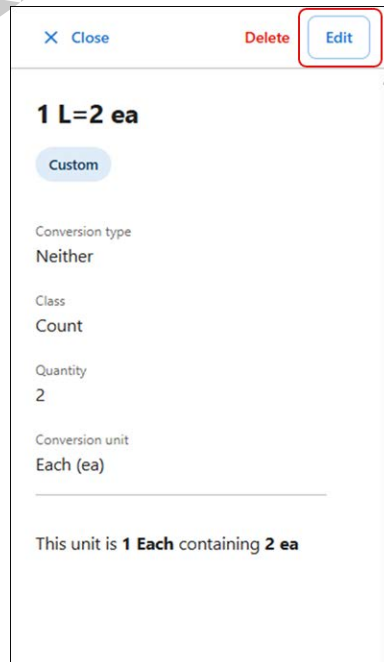 Close
Delete
Edit
1 L=2 ea
Custom
Conversion type
Neither
Class
Count
Quantity
2
Conversion unit
Each (ea)
This unit is 1 Each containing 2 ea